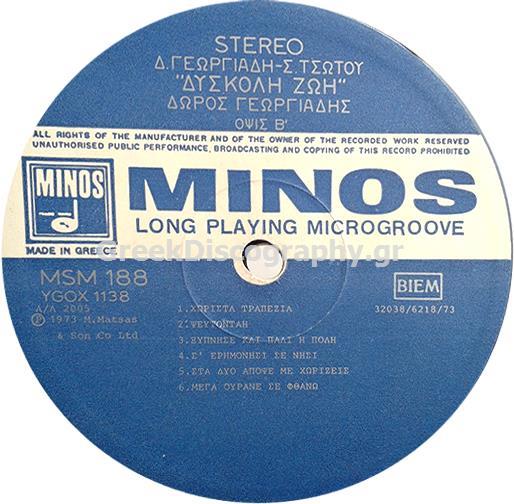 STEREO
Δ.ΓΕΩΡΓΙΑΔΗ-Σ.ΤΣΩΤΟΥ
"ΔΥΣΚΟΛΗ ΖΩΗ"
ΔΩΡΟΣ ΓΕΩΡΓΙΑΔΗΣ
ΟΨΙΣ Β'
ALL RIGHTS OF THE MANUFACTURER AND OF THE OWNER OF THE RECORDED WORK RESERVED
UNAUTHORISED PUBLIC PERFORMANCE, BROADCASTING AND COPYING OF THIS RECORD PROHIBITED
MINOS
MINOS
LONG PLAYING MICROGROOVE
MADE IN GREECE
GreekDiscography.gr
MSM 188
YGOX 1138
Α/Λ 2005
Ⓟ 1973 M.Matsas
& Son Co Ltd
BIEM
32038/6218/73
1.ΧΩΡΙΣΤΑ ΤΡΑΠΕΖΙΑ
2.ΨΕΥΖΟΝΤΑΗ
3.ΞΥΠΝΗΣΕ ΚΑΙ ΠΑΛΙ Η ΠΟΛΗ
4.Σ' ΕΡΗΜΟΝΗΣΙ ΣΕ ΝΗΣΙ
5.ΣΤΑ ΔΥΟ ΑΠΟΨΕ ΜΕ ΧΩΡΙΖΕΙΣ
6.ΜΕΓΑ ΟΥΡΑΝΕ ΣΕ ΦΘΑΝΩ